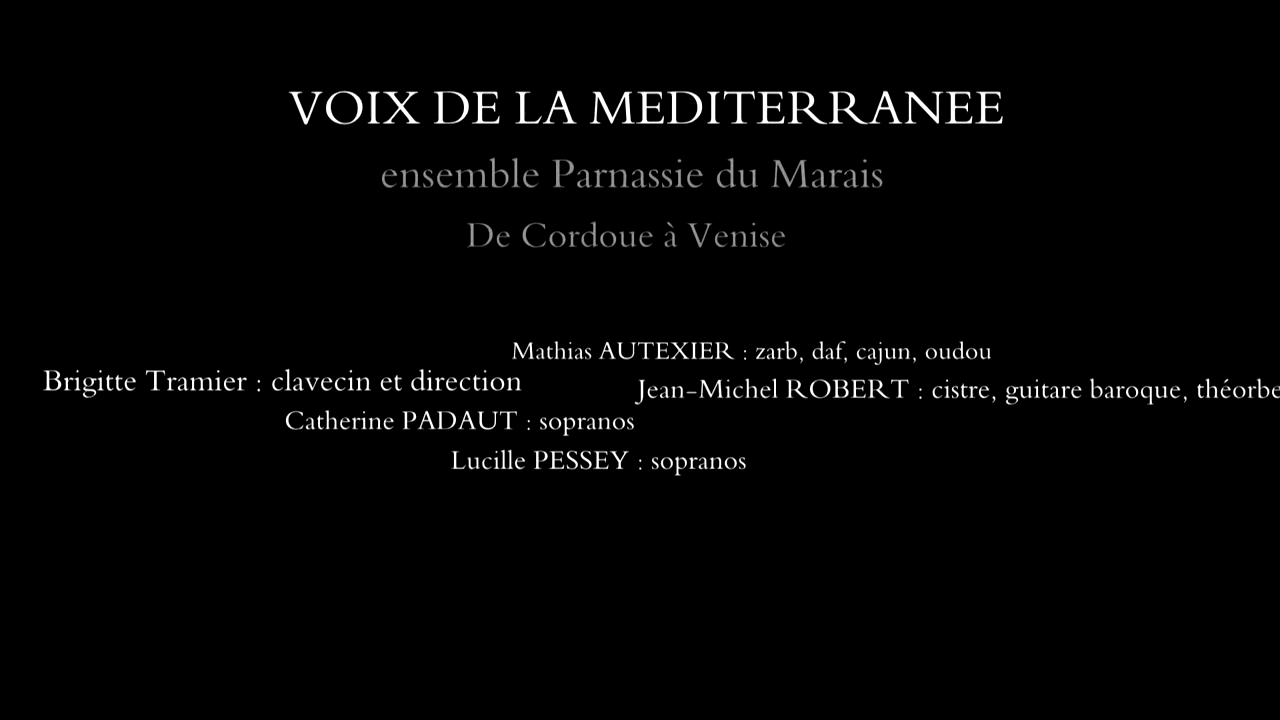 VOIX DE LA MEDITERRANEE
ensemble Parnassie du Marais
De Cordoue à Venise
Mathias AUTEXIER : zarb, daf, cajun, oudou
Brigitte Tramier : clavecin et direction
Jean-Michel ROBERT : cistre, guitare baroque, théorbe
Catherine PADAUT : sopranos
Lucille PESSEY : sopranos